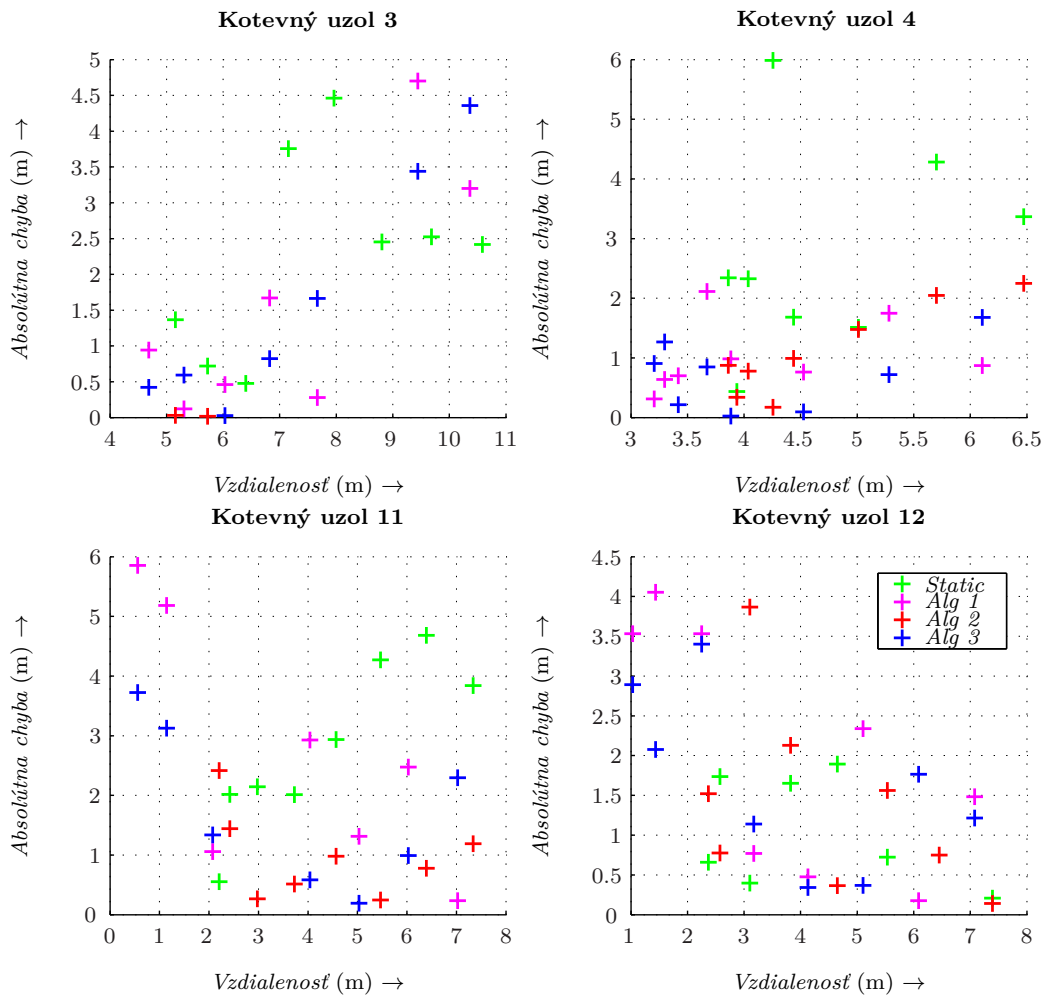 Kotevný uzol 3
Absolútna chyba (m) →
5
4.5
4
3.5
3
2.5
2
1.5
1
0.5
0
4 5 6 7 8 9 10 11
Vzdialenosť (m) →
Kotevný uzol 4
Absolútna chyba (m) →
6
5
4
3
2
1
0
3 3.5 4 4.5 5 5.5 6 6.5
Vzdialenosť (m) →
Kotevný uzol 11
Absolútna chyba (m) →
6
5
4
3
2
1
0
0 1 2 3 4 5 6 7 8
Vzdialenosť (m) →
Kotevný uzol 12
Absolútna chyba (m) →
4.5
4
3.5
3
2.5
2
1.5
1
0.5
0
1 2 3 4 5 6 7 8
Vzdialenosť (m) →
Static
Alg 1
Alg 2
Alg 3